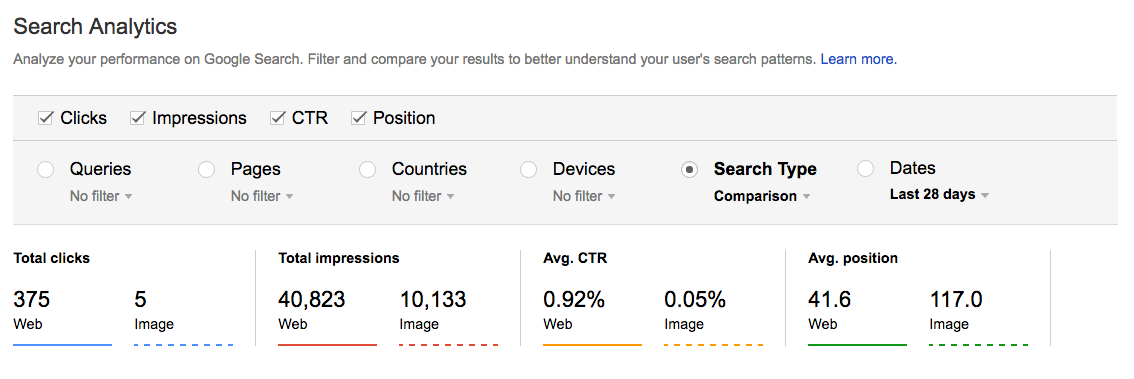 Search Analytics
Analyze your performance on Google Search. Filter and compare your results to better understand your user's search patterns. Learn more.
Clicks Impressions CTR Position
Queries Pages Countries Devices Search Type Dates
No filter No filter No filter No filter Comparison Last 28 days
Total clicks Total impressions Avg. CTR Avg. position
375 5 40,823 10,133 0.92% 0.05% 41.6 117.0
Web Image Web Image Web Image Web Image